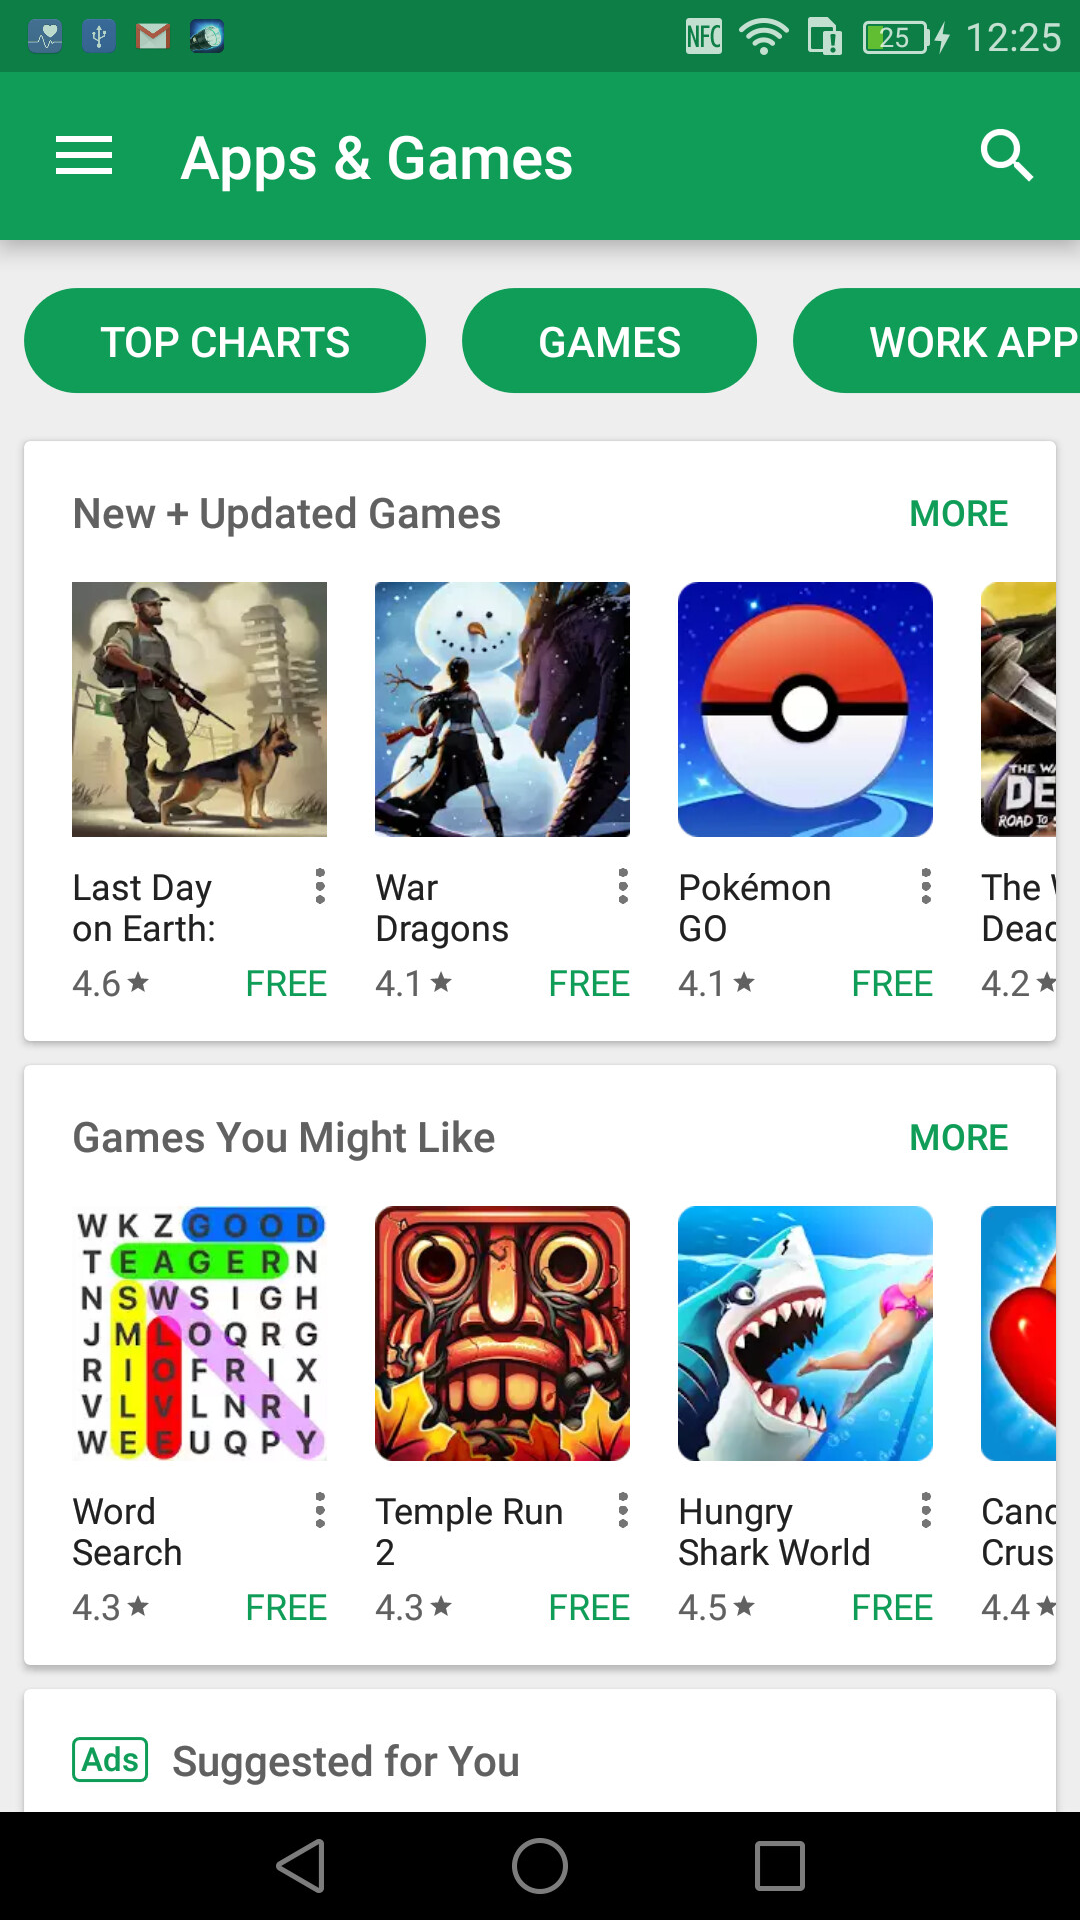 NFC 25 12:25
Apps & Games
TOP CHARTS GAMES WORK APP
New + Updated Games MORE
THE WA
DE
ROAD TO S
Last Day
on Earth:
4.6 ★ FREE
War
Dragons
4.1 ★ FREE
Pokémon
GO
4.1 ★ FREE
The
Dead
4.2 ★
Games You Might Like MORE
W K Z G O O D
T E A G E R N
N S W S I G H
J M L O Q R G
R I O F R I X
V L V L N R I
W E E U Q P Y
Word
Search
4.3 ★ FREE
Temple Run
2
4.3 ★ FREE
Hungry
Shark World
4.5 ★ FREE
Cand
Crus
4.4 ★
Ads Suggested for You